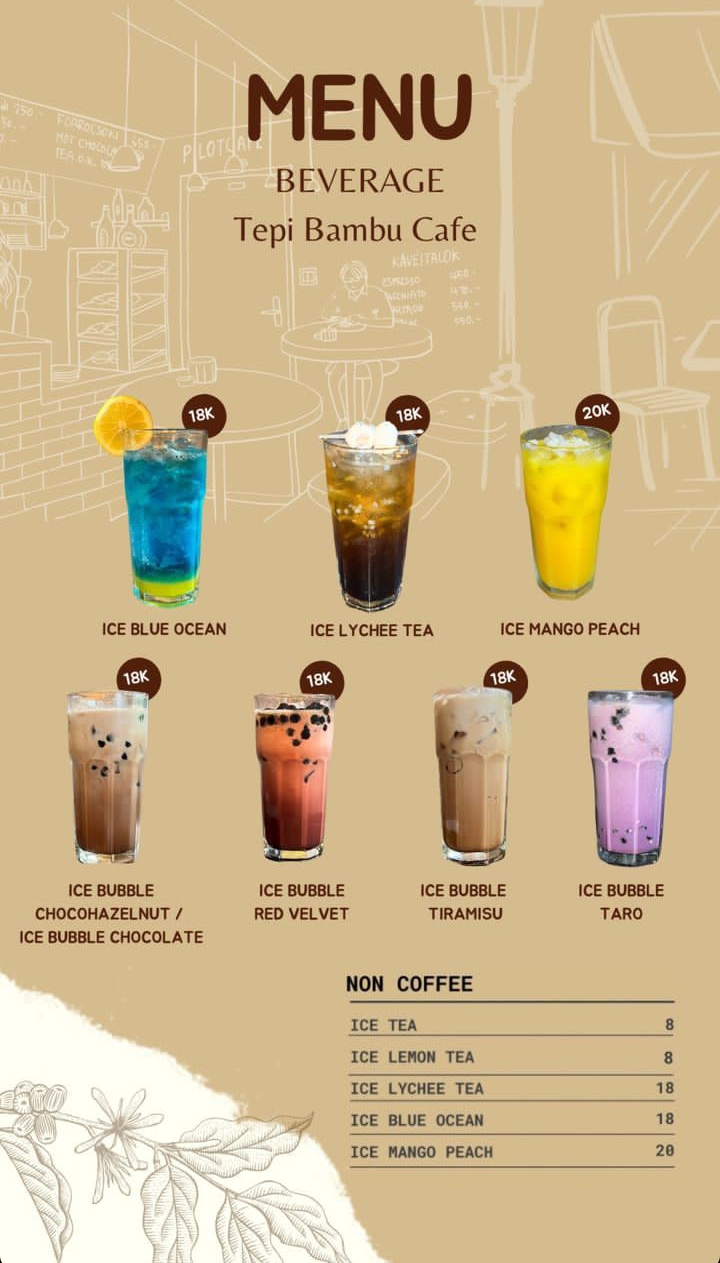 MENU
BEVERAGE
Tepi Bambu Cafe
PILOTCAFE
KÁVÉITALOK
ESPRESSO
18K
18K
20K
ICE BLUE OCEAN
ICE LYCHEE TEA
ICE MANGO PEACH
18K
18K
18K
18K
ICE BUBBLE
CHOCOHAZELNUT /
ICE BUBBLE CHOCOLATE
ICE BUBBLE
RED VELVET
ICE BUBBLE
TIRAMISU
ICE BUBBLE
TARO
NON COFFEE
ICE TEA 8
ICE LEMON TEA 8
ICE LYCHEE TEA 18
ICE BLUE OCEAN 18
ICE MANGO PEACH 20